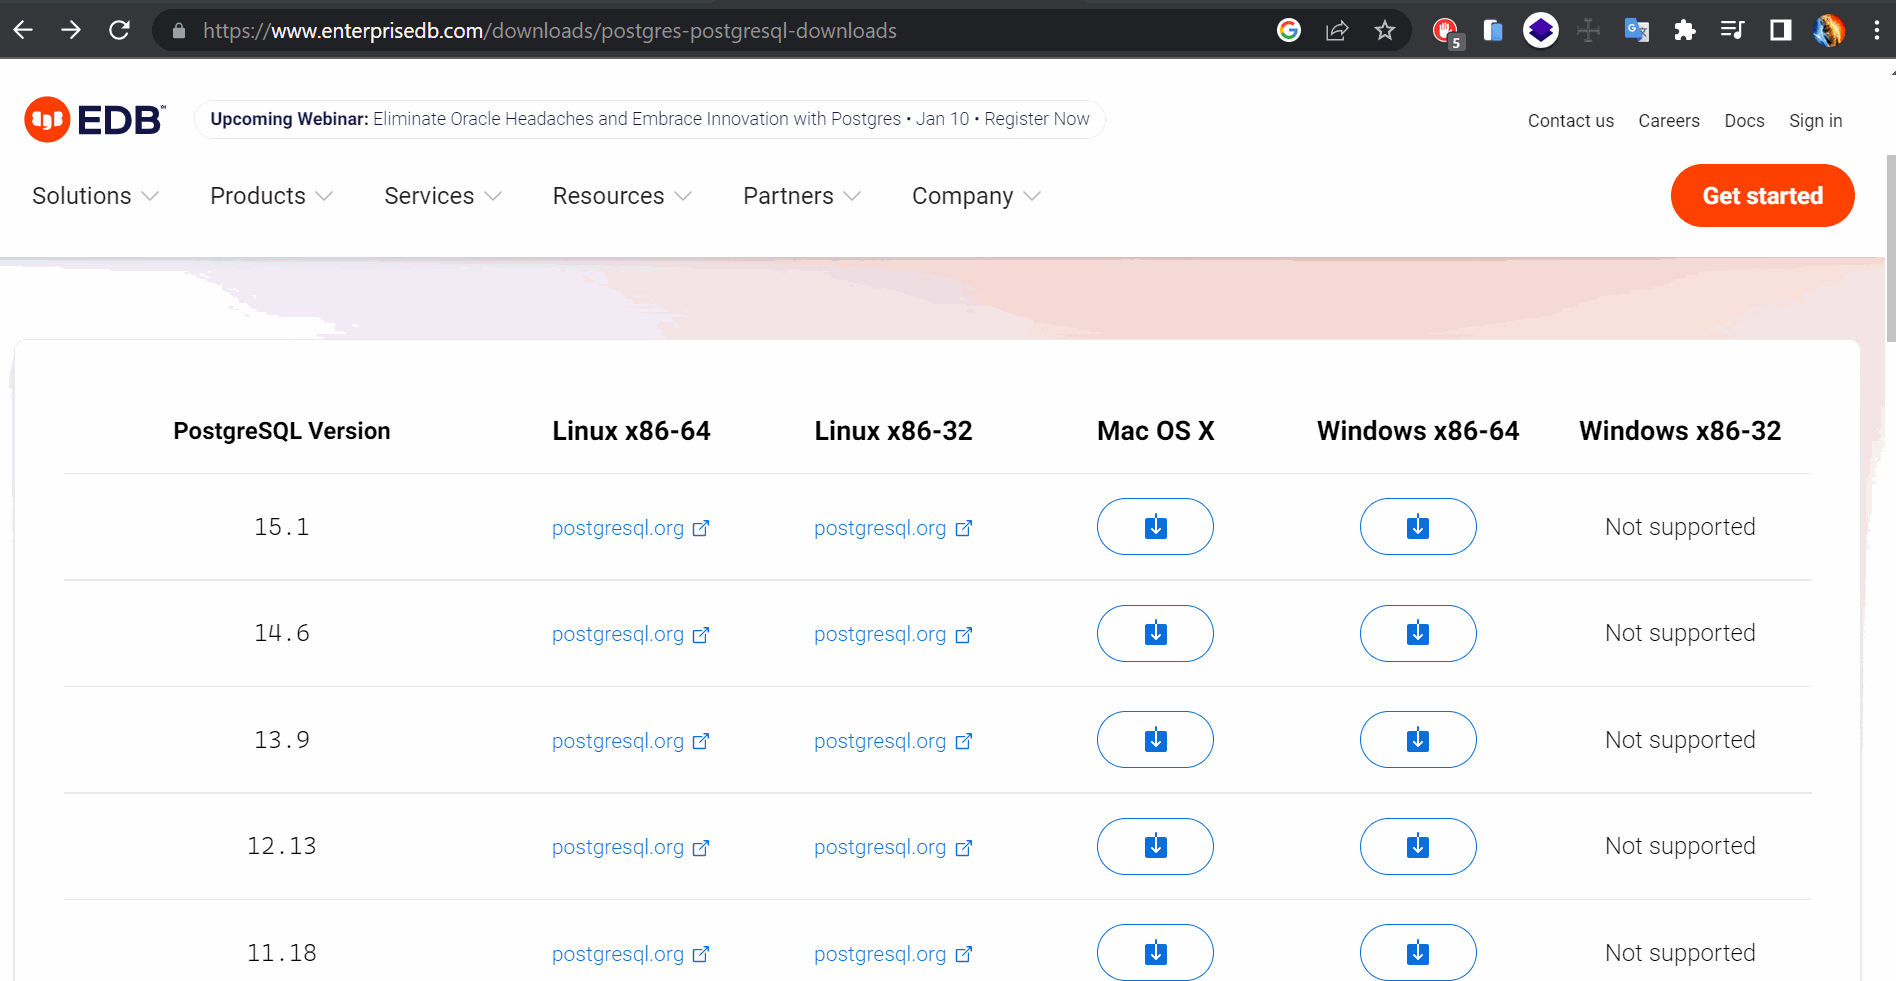 https://www.enterprisedb.com/downloads/postgres-postgresql-downloads
5
EDB™
Upcoming Webinar: Eliminate Oracle Headaches and Embrace Innovation with Postgres • Jan 10 • Register Now
Contact us Careers Docs Sign in
Solutions Products Services Resources Partners Company
Get started
PostgreSQL Version Linux x86-64 Linux x86-32 Mac OS X Windows x86-64 Windows x86-32
15.1 postgresql.org postgresql.org Not supported
14.6 postgresql.org postgresql.org Not supported
13.9 postgresql.org postgresql.org Not supported
12.13 postgresql.org postgresql.org Not supported
11.18 postgresql.org postgresql.org Not supported